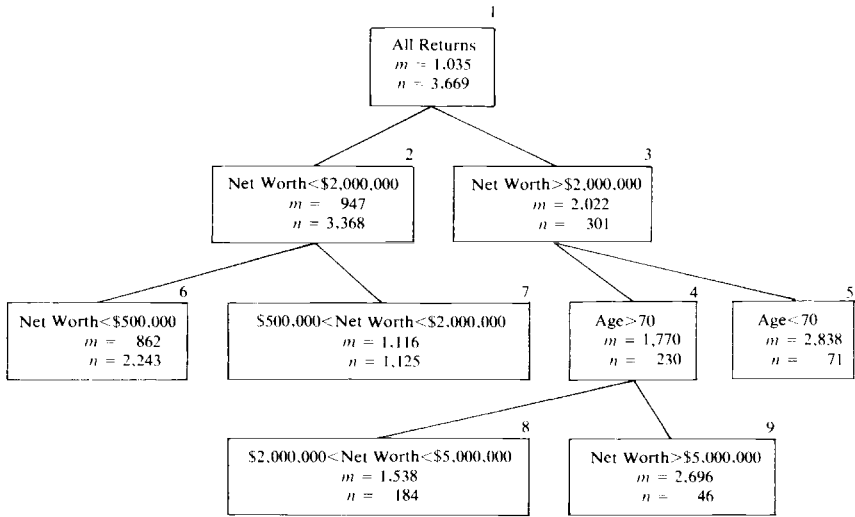 1
All Returns
m = 1,035
n = 3,669
2
Net Worth<$2,000,000
m = 947
n = 3,368
3
Net Worth>$2,000,000
m = 2,022
n = 301
6
Net Worth<$500,000
m = 862
n = 2,243
7
$500,000<Net Worth<$2,000,000
m = 1,116
n = 1,125
4
Age>70
m = 1,770
n = 230
5
Age<70
m = 2,838
n = 71
8
$2,000,000<Net Worth<$5,000,000
m = 1,538
n = 184
9
Net Worth>$5,000,000
m = 2,696
n = 46